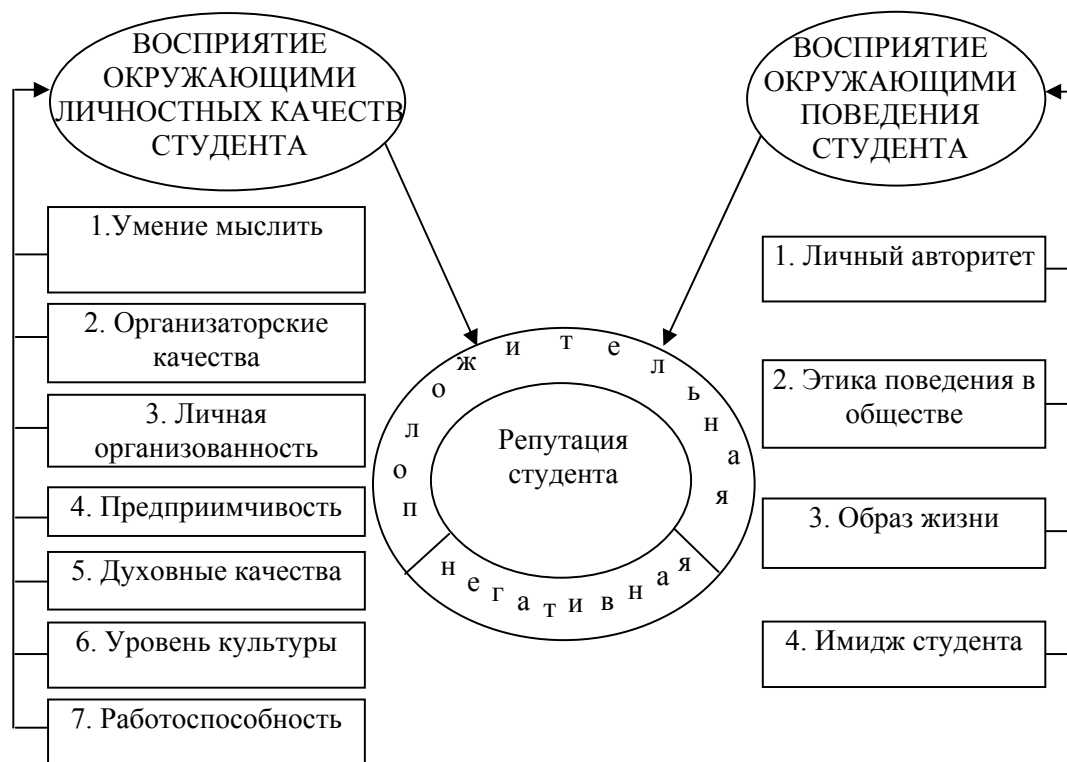 ВОСПРИЯТИЕ
ОКРУЖАЮЩИМИ
ЛИЧНОСТНЫХ КАЧЕСТВ
СТУДЕНТА
1.Умение мыслить
2. Организаторские
качества
3. Личная
организованность
4. Предприимчивость
5. Духовные качества
6. Уровень культуры
7. Работоспособность
положительная
Репутация
студента
негативная
ВОСПРИЯТИЕ
ОКРУЖАЮЩИМИ
ПОВЕДЕНИЯ
СТУДЕНТА
1. Личный авторитет
2. Этика поведения в
обществе
3. Образ жизни
4. Имидж студента